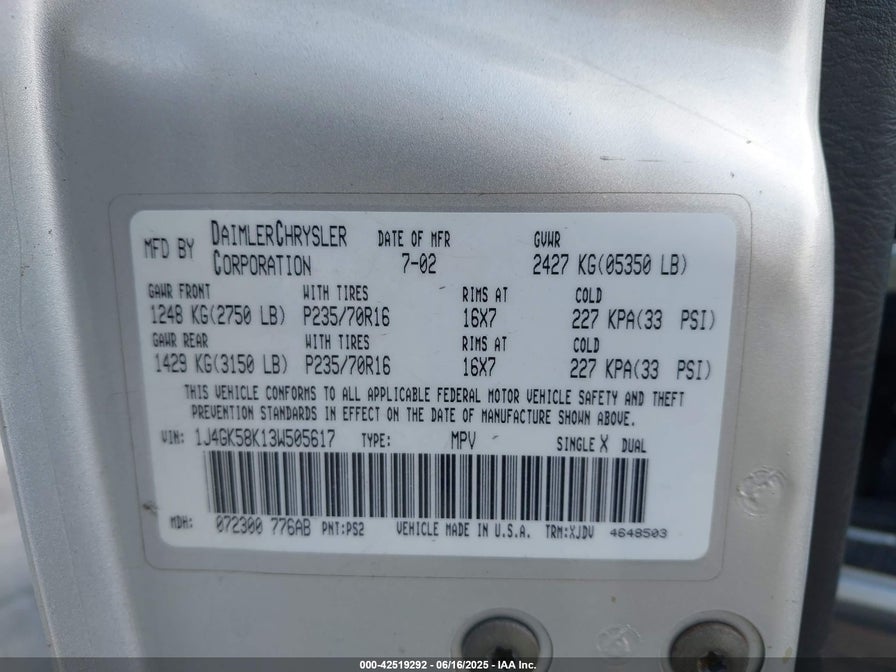 MFD BY DAIMLERCHRYSLER CORPORATION DATE OF MFR 7-02 GVWR 2427 KG(05350 LB)
GAWR FRONT WITH TIRES RIMS AT COLD
1248 KG(2750 LB) P235/70R16 16X7 227 KPA(33 PSI)
GAWR REAR WITH TIRES RIMS AT COLD
1429 KG(3150 LB) P235/70R16 16X7 227 KPA(33 PSI)
THIS VEHICLE CONFORMS TO ALL APPLICABLE FEDERAL MOTOR VEHICLE SAFETY AND THEFT
PREVENTION STANDARDS IN EFFECT ON THE DATE OF MANUFACTURE SHOWN ABOVE.
VIN: 1J4GK58K13W505617 TYPE: MPV SINGLE X DUAL
MDH: 072300 776AB PNT:PS2 VEHICLE MADE IN U.S.A. TRM:XJDV 4648503
000-42519292 - 06/16/2025 - IAA Inc.